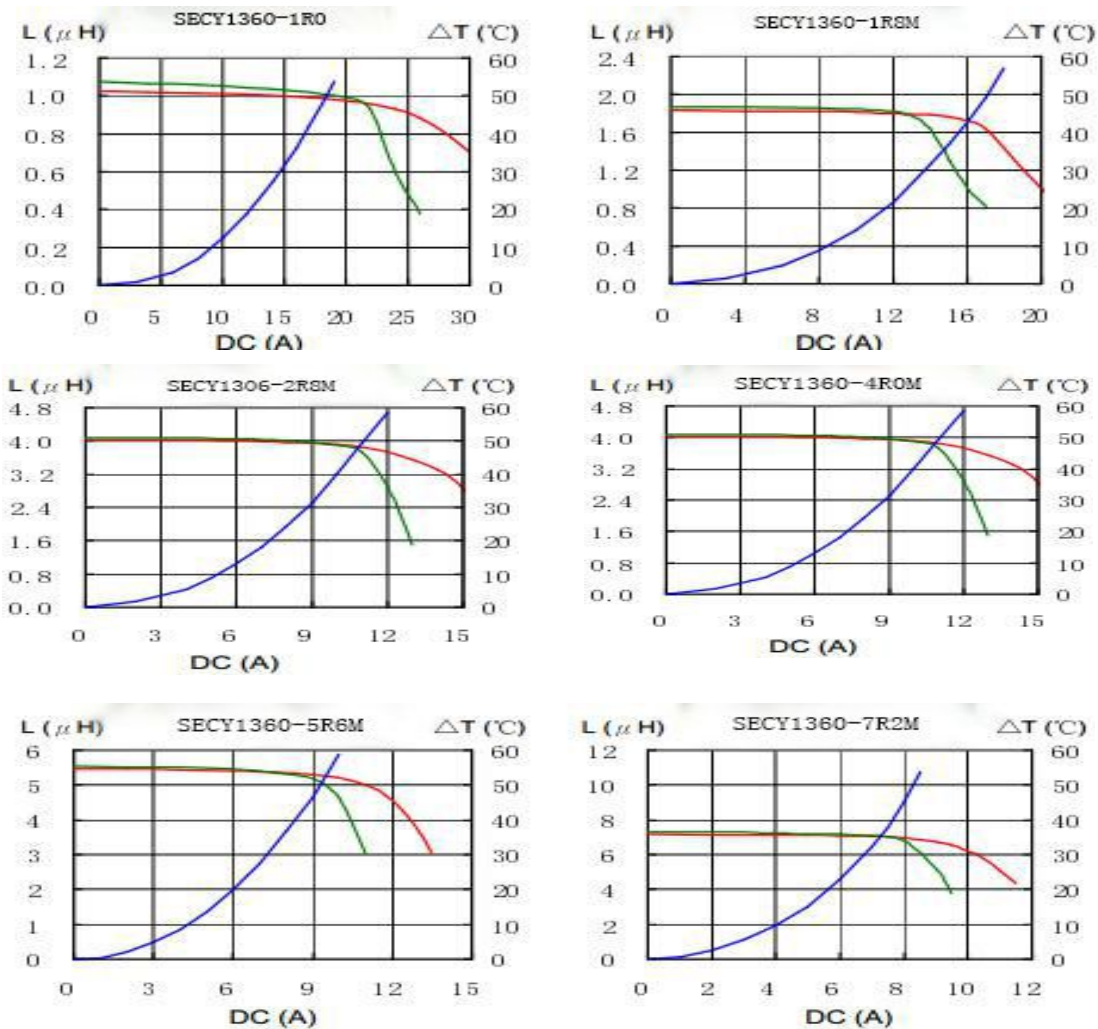 SECY1360-1R0
L (μH) △T (℃)
1.2 60
1.0 50
0.8 40
0.6 30
0.4 20
0.2 10
0.0 0
0 5 10 15 20 25 30
DC (A)
SECY1360-1R8M
L (μH) △T (℃)
2.4 60
2.0 50
1.6 40
1.2 30
0.8 20
0.4 10
0.0 0
0 4 8 12 16 20
DC (A)
SECY1306-2R8M
L (μH) △T (℃)
4.8 60
4.0 50
3.2 40
2.4 30
1.6 20
0.8 10
0.0 0
0 3 6 9 12 15
DC (A)
SECY1360-4R0M
L (μH) △T (℃)
4.8 60
4.0 50
3.2 40
2.4 30
1.6 20
0.8 10
0.0 0
0 3 6 9 12 15
DC (A)
SECY1360-5R6M
L (μH) △T (℃)
6 60
5 50
4 40
3 30
2 20
1 10
0 0
0 3 6 9 12 15
DC (A)
SECY1360-7R2M
L (μH) △T (℃)
12 60
10 50
8 40
6 30
4 20
2 10
0 0
0 2 4 6 8 10 12
DC (A)